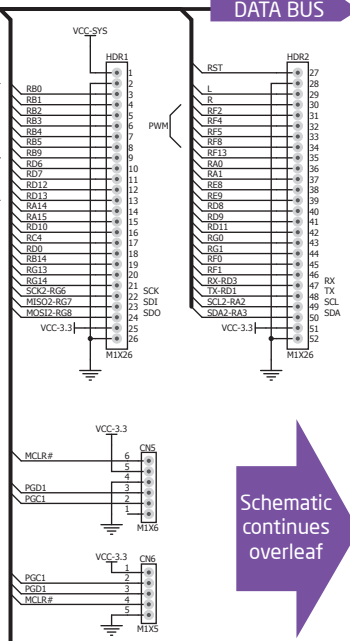 DATA BUS
VCC-SYS
HDR1
1
2
RB0 3
RB1 4
RB2 5
RB3 6
RB4 7
RB5 8
RB9 9
RD6 10
RD7 11
RD12 12
RD13 13
RA14 14
RA15 15
RD10 16
RC4 17
RD0 18
RB14 19
RG13 20
RG14 21
SCK2-RG6 22 SCK
MISO2-RG7 23 SDI
MOSI2-RG8 24 SDO
VCC-3.3 25
26
M1X26
HDR2
RST 27
28
L 29
R 30
PWM
RF2 31
RF4 32
RF5 33
RF8 34
RF13 35
RA0 36
RA1 37
RE8 38
RE9 39
RD8 40
RD9 41
RD11 42
RG0 43
RG1 44
RF0 45
RF1 46
RX-RD3 47 RX
TX-RD1 48 TX
SCL2-RA2 49 SCL
SDA2-RA3 50 SDA
VCC-3.3 51
52
M1X26
VCC-3.3
CN5
MCLR# 6
5
4
PGD1 3
PGC1 2
1
M1X6
VCC-3.3
CN6
1
PGC1 2
PGD1 3
MCLR# 4
5
M1X5
Schematic
continues
overleaf